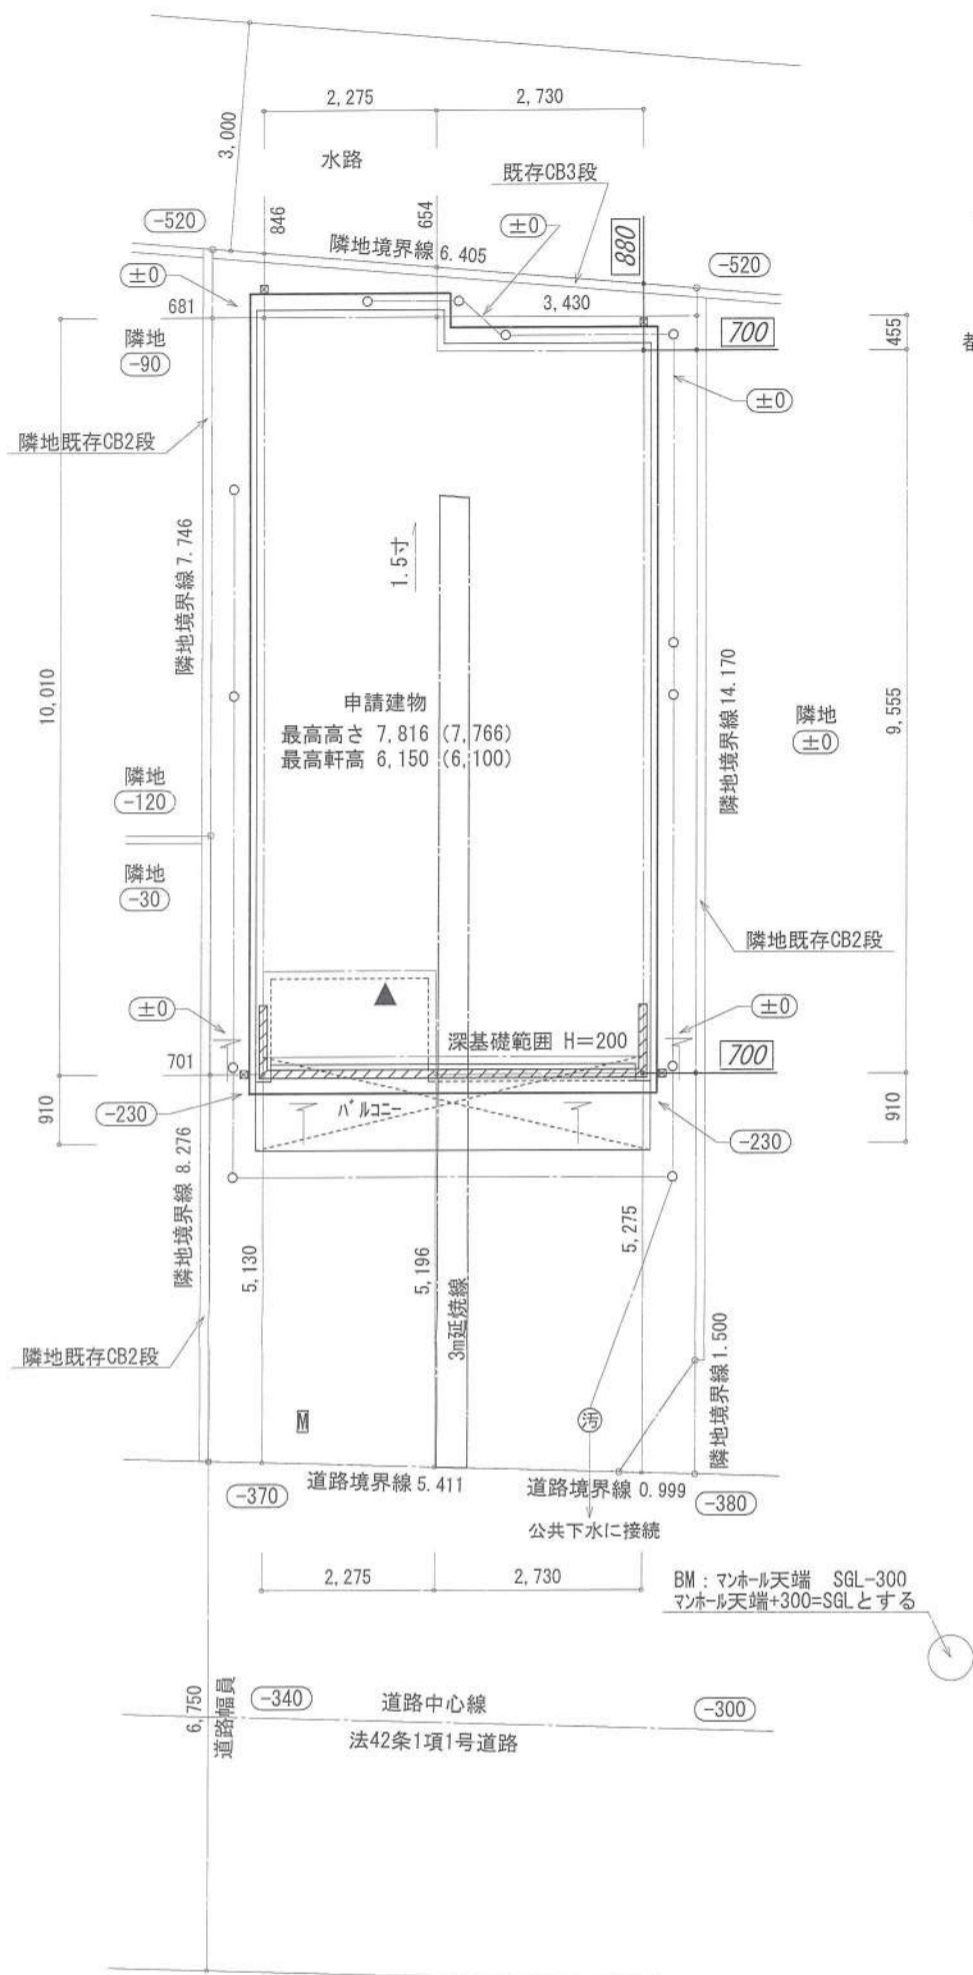 2,275
2,730
3,000
水路
既存CB3段
846
654
±0
880
-520
隣地境界線 6.405
-520
±0
681
3,430
700
455
都
隣地
-90
±0
隣地既存CB2段
隣地境界線 7.746
1.5寸
10,010
申請建物
最高高さ 7,816 (7,766)
最高軒高 6,150 (6,100)
隣地境界線 14.170
隣地
±0
9,555
隣地
-120
隣地
-30
隣地既存CB2段
±0
±0
深基礎範囲 H=200
701
700
910
-230
バルコニー
-230
910
隣地境界線 8.276
5,130
5,196
3m延焼線
5,275
隣地既存CB2段
隣地境界線 1.500
M
汚
道路境界線 5.411
道路境界線 0.999
-370
-380
公共下水に接続
2,275
2,730
BM:マンホール天端 SGL-300
マンホール天端+300=SGLとする
6,750
道路幅員
-340
道路中心線
-300
法42条1項1号道路